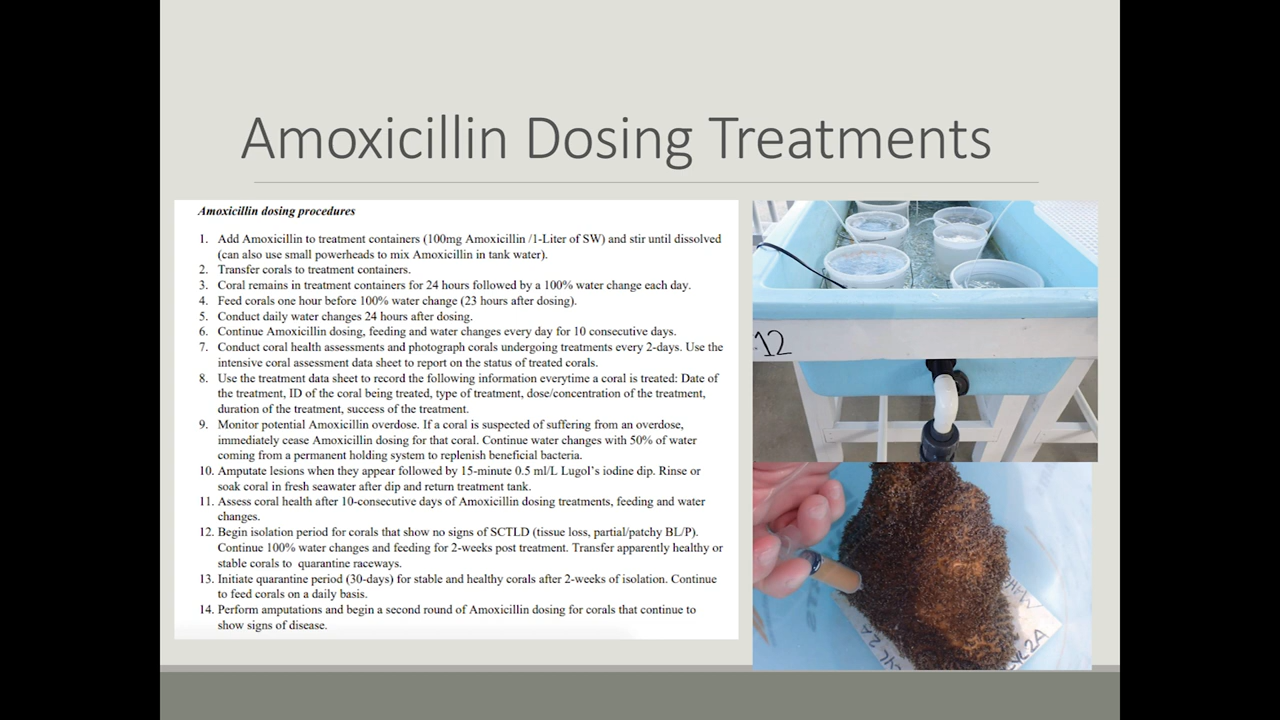 Amoxicillin Dosing Treatments
Amoxicillin dosing procedures
1. Add Amoxicillin to treatment containers (100mg Amoxicillin /1-Liter of SW) and stir until dissolved
(can also use small powerheads to mix Amoxicillin in tank water).
2. Transfer corals to treatment containers.
3. Coral remains in treatment containers for 24 hours followed by a 100% water change each day.
4. Feed corals one hour before 100% water change (23 hours after dosing).
5. Conduct daily water changes 24 hours after dosing.
6. Continue Amoxicillin dosing, feeding and water changes every day for 10 consecutive days.
7. Conduct coral health assessments and photograph corals undergoing treatments every 2-days. Use the
intensive coral assessment data sheet to report on the status of treated corals.
8. Use the treatment data sheet to record the following information everytime a coral is treated: Date of
the treatment, ID of the coral being treated, type of treatment, dose/concentration of the treatment,
duration of the treatment, success of the treatment.
9. Monitor potential Amoxicillin overdose. If a coral is suspected of suffering from an overdose,
immediately cease Amoxicillin dosing for that coral. Continue water changes with 50% of water
coming from a permanent holding system to replenish beneficial bacteria.
10. Amputate lesions when they appear followed by 15-minute 0.5 ml/L Lugol's iodine dip. Rinse or
soak coral in fresh seawater after dip and return treatment tank.
11. Assess coral health after 10-consecutive days of Amoxicillin dosing treatments, feeding and water
changes.
12. Begin isolation period for corals that show no signs of SCTLD (tissue loss, partial/patchy BL/P).
Continue 100% water changes and feeding for 2-weeks post treatment. Transfer apparently healthy or
stable corals to quarantine raceways.
13. Initiate quarantine period (30-days) for stable and healthy corals after 2-weeks of isolation. Continue
to feed corals on a daily basis.
14. Perform amputations and begin a second round of Amoxicillin dosing for corals that continue to
show signs of disease.
12